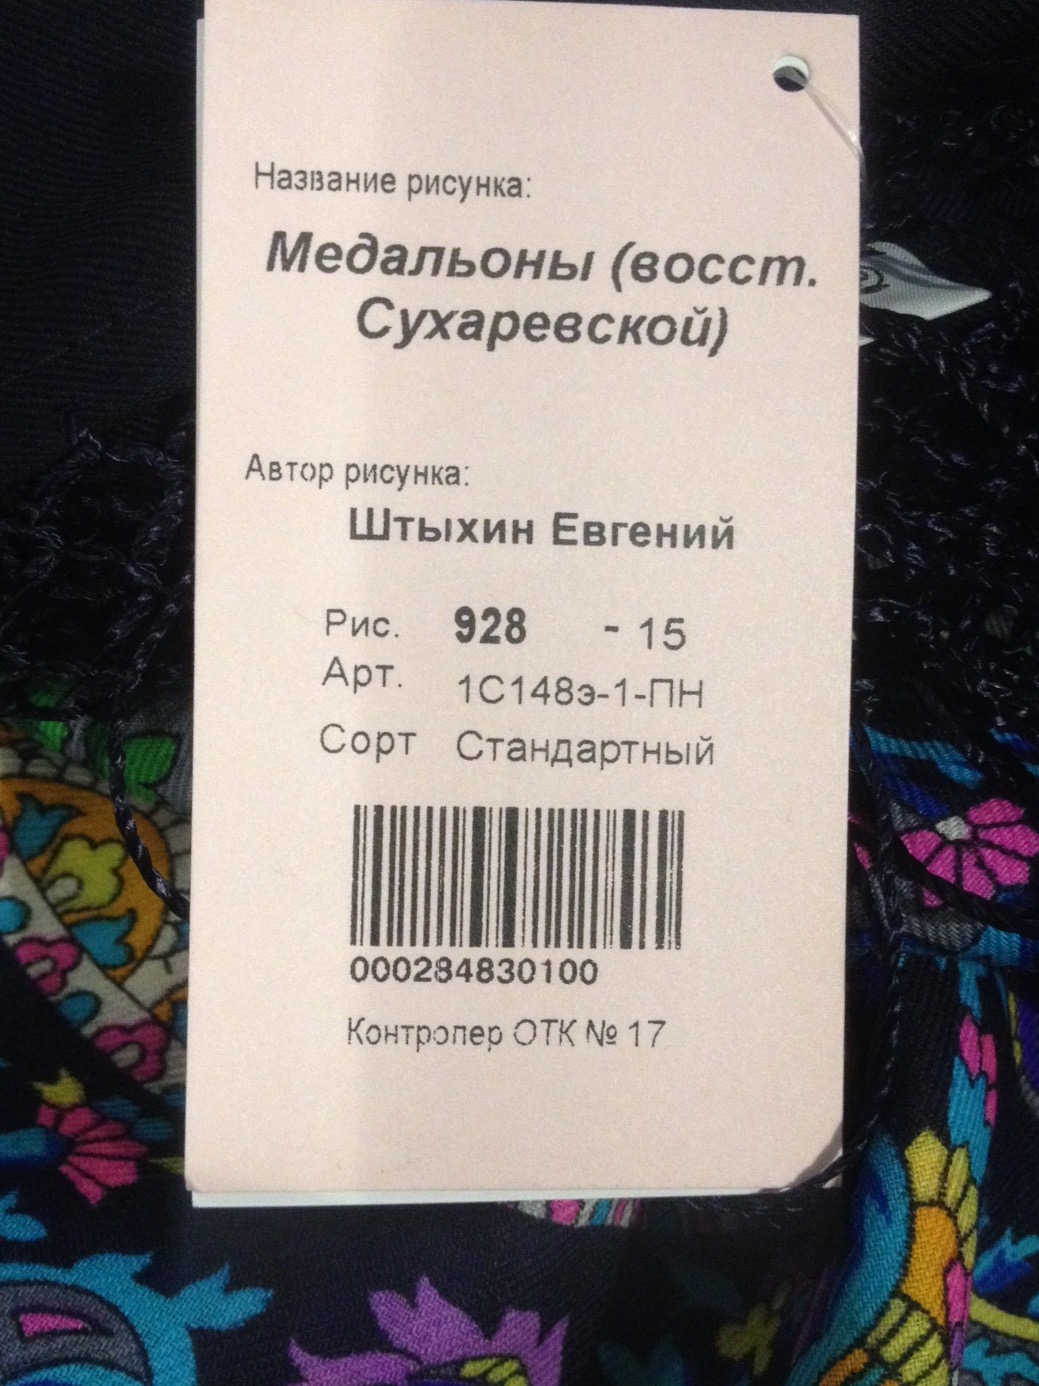 Название рисунка:
Медальоны (восст.
Сухаревской)
Автор рисунка:
Штыхин Евгений
Рис. 928 - 15
Арт. 1С148э-1-ПН
Сорт Стандартный
000284830100
Контролер ОТК № 17